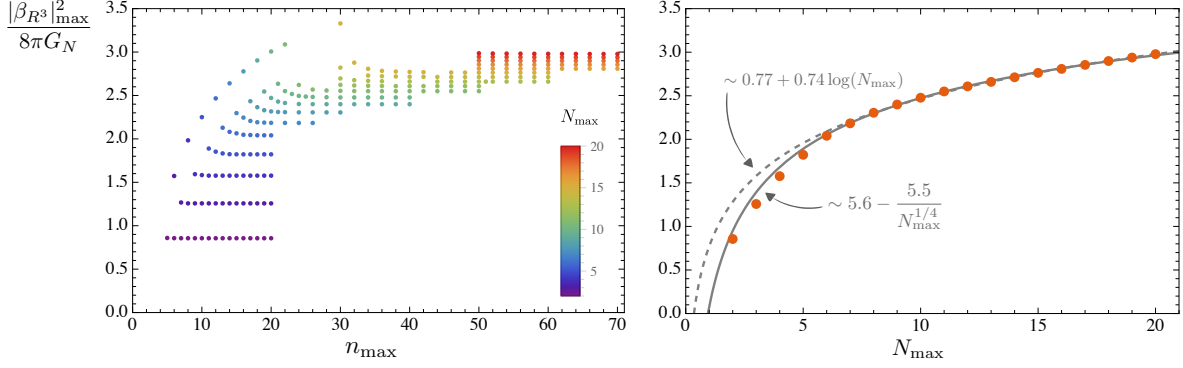 |β_{R³}|²_max
8πG_N
3.5
3.0
2.5
2.0
1.5
1.0
0.5
0.0
0 10 20 30 40 50 60 70
n_max
N_max
20
15
10
5
3.5
3.0
2.5
2.0
1.5
1.0
0.5
0.0
~ 0.77 + 0.74 log(N_max)
~ 5.6 − 5.5 / N_max^{1/4}
0 5 10 15 20
N_max